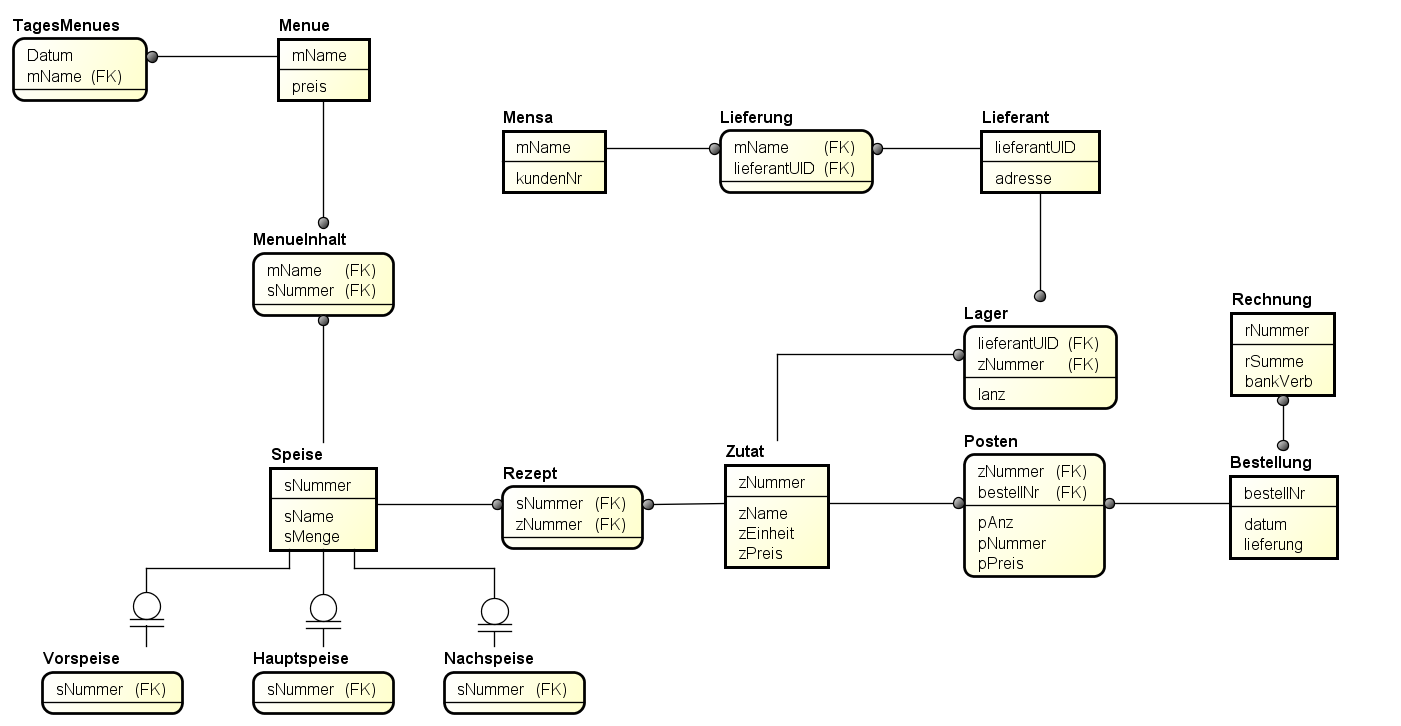 TagesMenues
Datum
mName (FK)
Menue
mName
preis
Mensa
mName
kundenNr
Lieferung
mName (FK)
lieferantUID (FK)
Lieferant
lieferantUID
adresse
MenueInhalt
mName (FK)
sNummer (FK)
Lager
lieferantUID (FK)
zNummer (FK)
lanz
Rechnung
rNummer
rSumme
bankVerb
Speise
sNummer
sName
sMenge
Rezept
sNummer (FK)
zNummer (FK)
Zutat
zNummer
zName
zEinheit
zPreis
Posten
zNummer (FK)
bestellNr (FK)
pAnz
pNummer
pPreis
Bestellung
bestellNr
datum
lieferung
Vorspeise
sNummer (FK)
Hauptspeise
sNummer (FK)
Nachspeise
sNummer (FK)